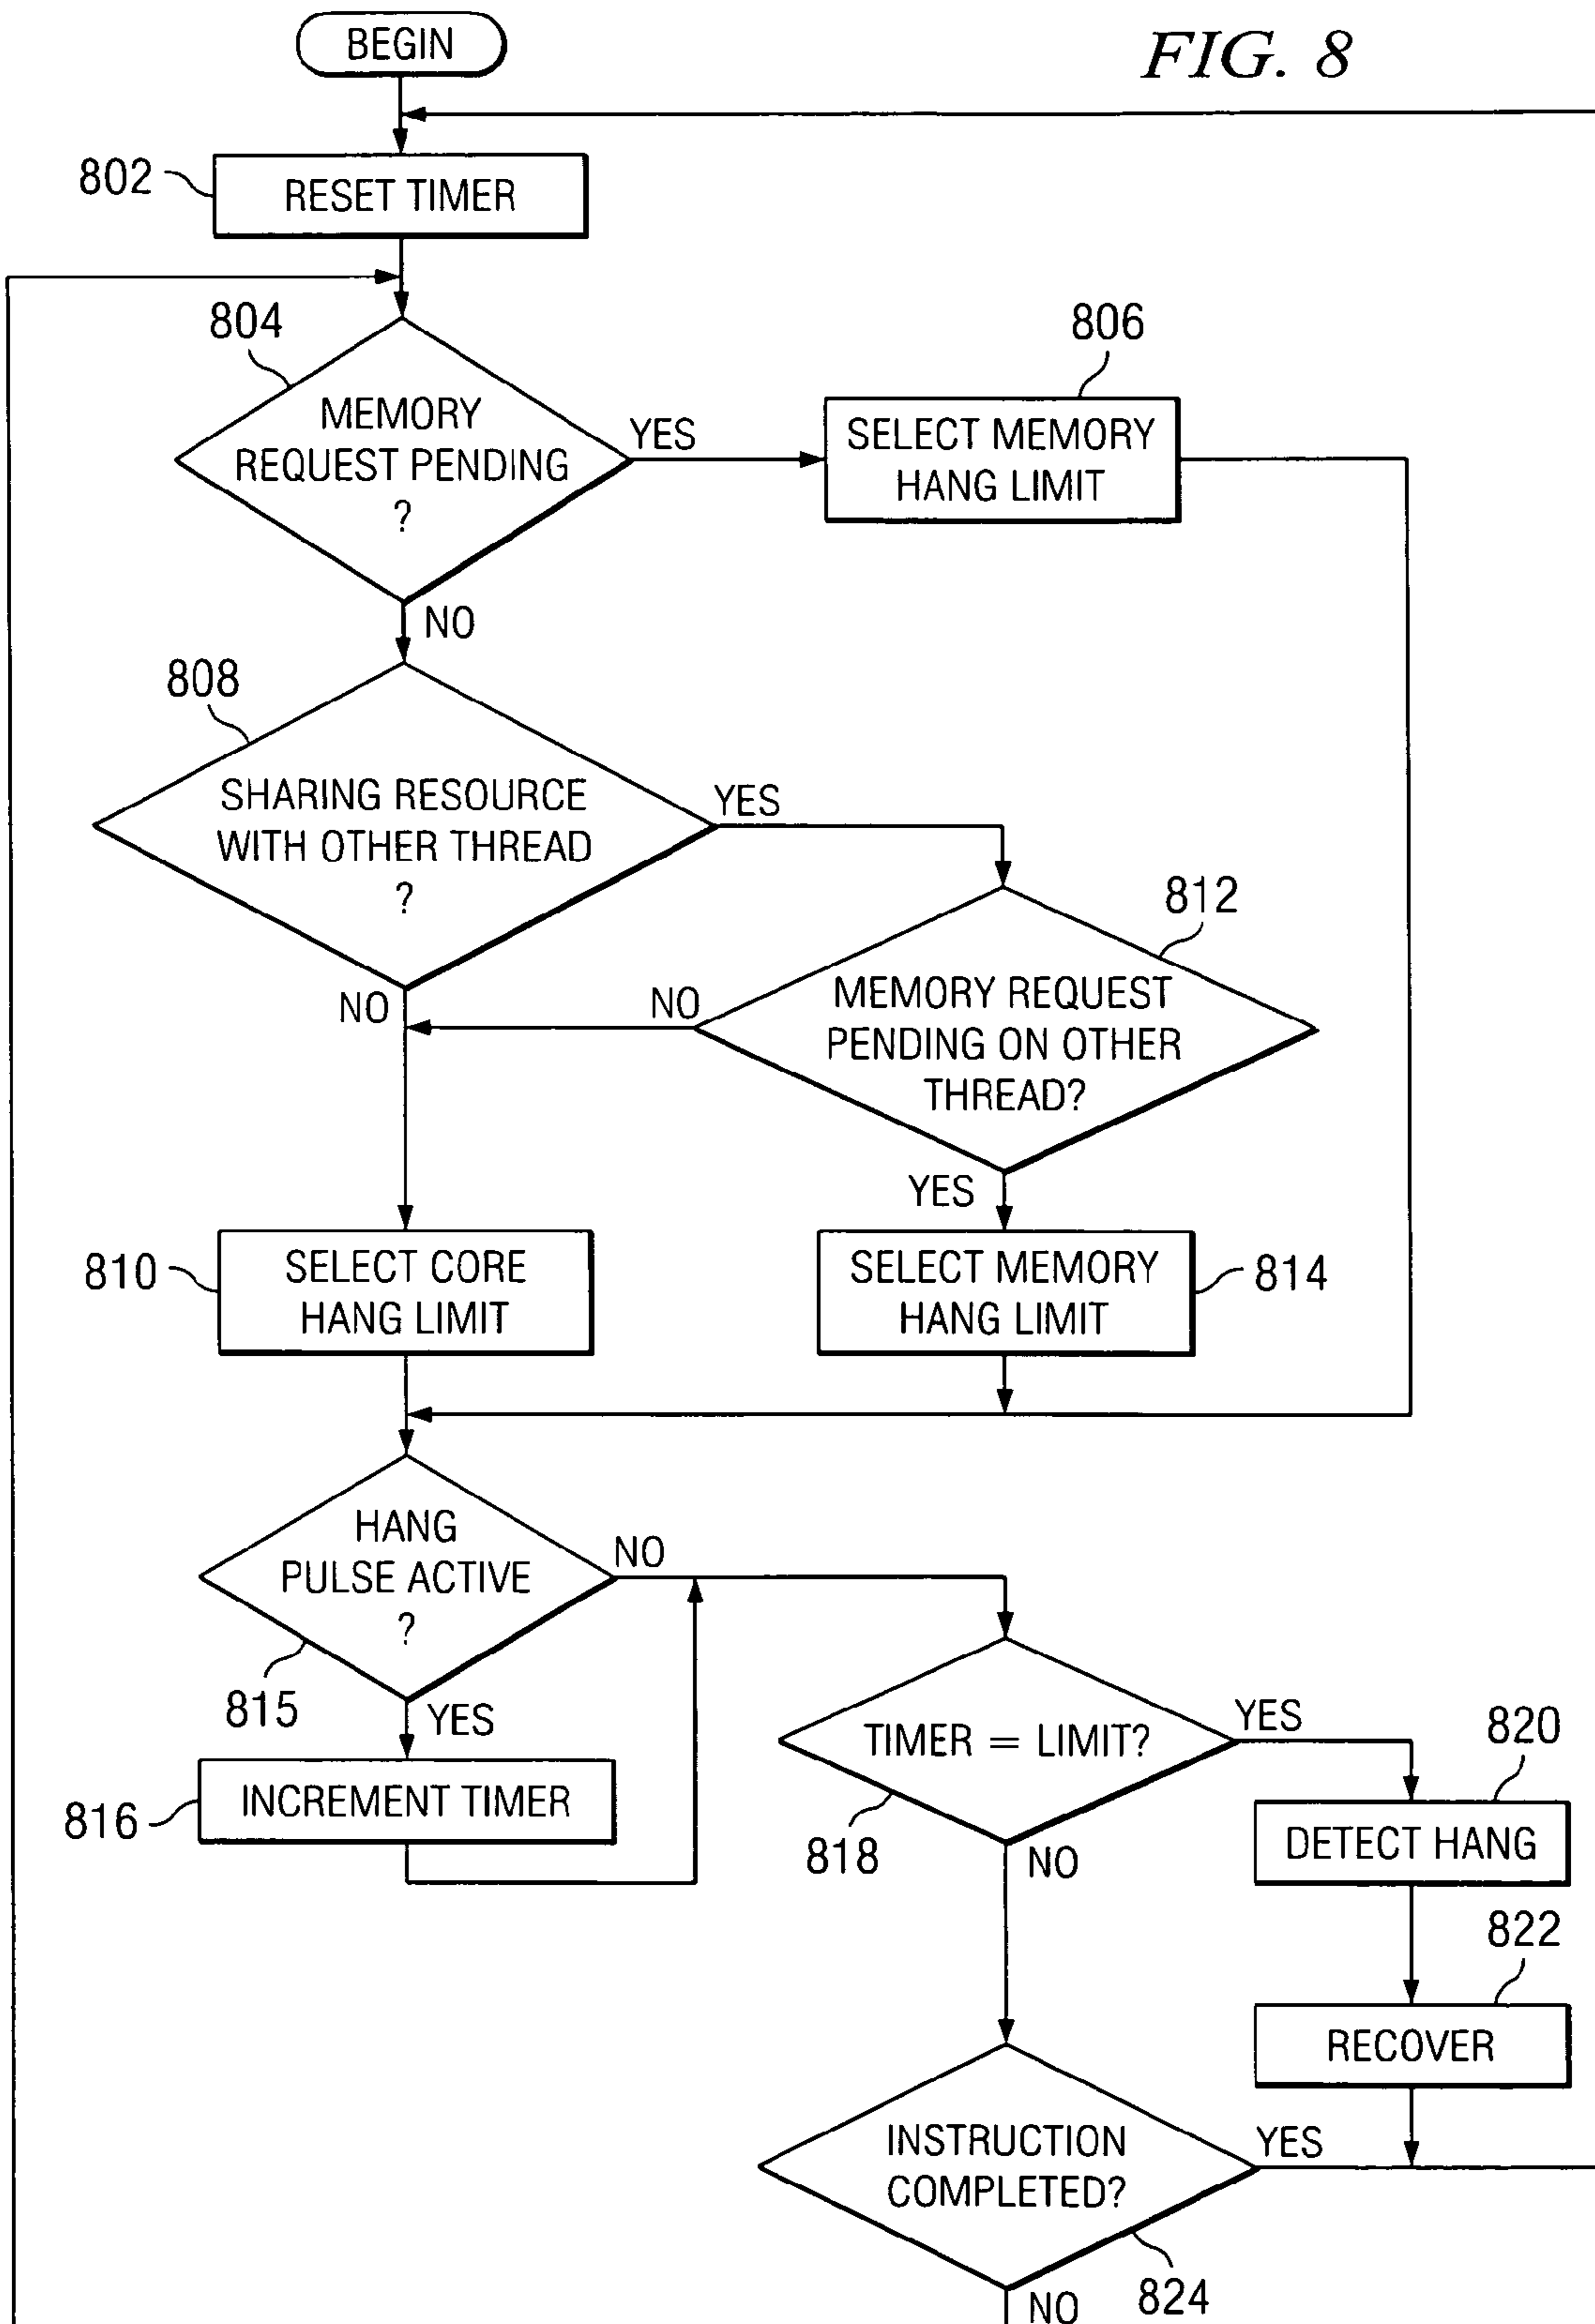 BEGIN
FIG. 8
802
RESET TIMER
804
MEMORY
REQUEST PENDING
?
YES
806
SELECT MEMORY
HANG LIMIT
NO
808
SHARING RESOURCE
WITH OTHER THREAD
?
YES
812
MEMORY REQUEST
PENDING ON OTHER
THREAD?
NO
NO
YES
810
SELECT CORE
HANG LIMIT
SELECT MEMORY
HANG LIMIT
814
HANG
PULSE ACTIVE
?
NO
815
YES
816
INCREMENT TIMER
TIMER = LIMIT?
YES
818
NO
820
DETECT HANG
822
RECOVER
INSTRUCTION
COMPLETED?
YES
824
NO